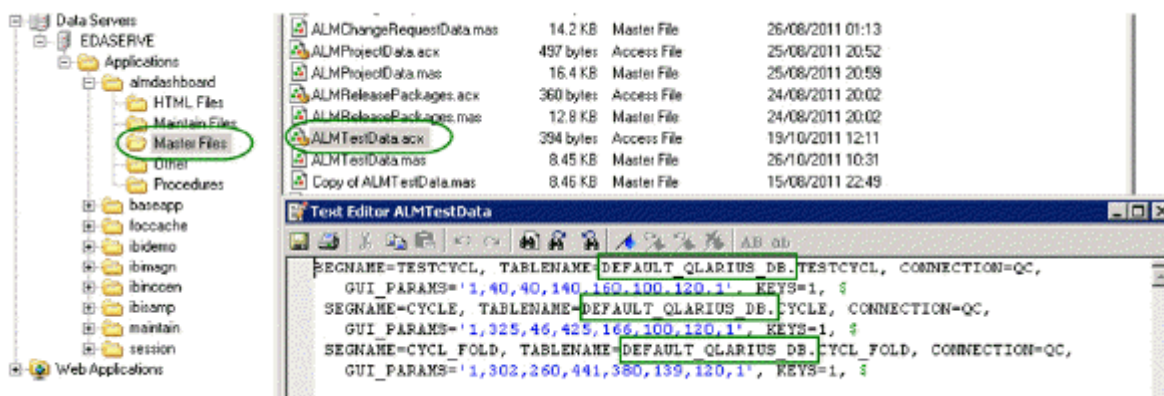 Data Servers
EDASERVE
Applications
almdashboard
HTML Files
Maintain Files
Master Files
Other
Procedures
baseapp
foccache
ibidemo
ibimagn
ibinccen
ibisamp
maintain
session
Web Applications
ALMChangeRequestData.mas 14.2 KB Master File 26/08/2011 01:13
ALMProjectData.acx 497 bytes Access File 25/08/2011 20:52
ALMProjectData.mas 16.4 KB Master File 25/08/2011 20:59
ALMReleasePackages.acx 360 bytes Access File 24/08/2011 20:02
ALMReleasePackages.mas 12.8 KB Master File 24/08/2011 20:02
ALMTestData.acx 394 bytes Access File 19/10/2011 12:11
ALMTestData.mas 8.45 KB Master File 26/10/2011 10:31
Copy of ALMTestData.mas 8.46 KB Master File 15/08/2011 22:49
Text Editor ALMTestData
AB ab
SEGNAME=TESTCYCL, TABLENAME=DEFAULT_QLARIUS_DB.TESTCYCL, CONNECTION=QC,
GUI_PARAMS='1,40,40,140,160,100,120,1', KEYS=1, $
SEGNAME=CYCLE, TABLENAME=DEFAULT_QLARIUS_DB.CYCLE, CONNECTION=QC,
GUI_PARAMS='1,325,46,425,166,100,120,1', KEYS=1, $
SEGNAME=CYCL_FOLD, TABLENAME=DEFAULT_QLARIUS_DB.CYCL_FOLD, CONNECTION=QC,
GUI_PARAMS='1,302,260,441,380,139,120,1', KEYS=1, $